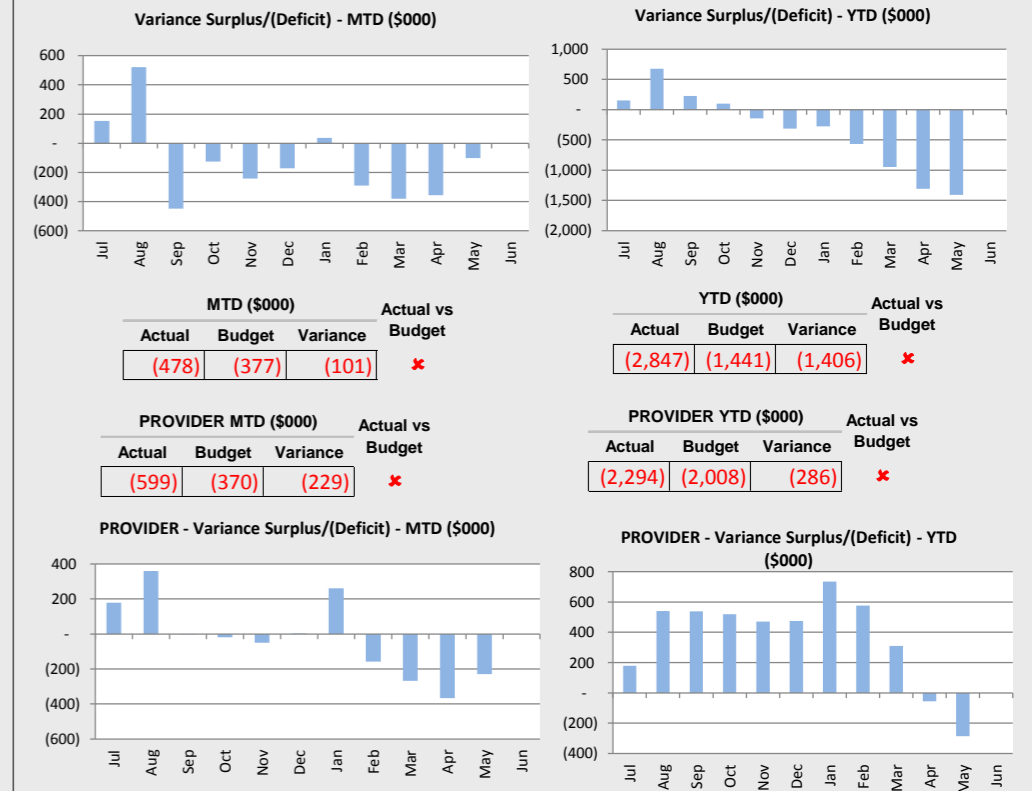 Variance Surplus/(Deficit) - MTD ($000)
600
400
200
-
(200)
(400)
(600)
Jul Aug Sep Oct Nov Dec Jan Feb Mar Apr May Jun
Variance Surplus/(Deficit) - YTD ($000)
1,000
500
-
(500)
(1,000)
(1,500)
(2,000)
Jul Aug Sep Oct Nov Dec Jan Feb Mar Apr May Jun
MTD ($000)
Actual vs
Budget
Actual Budget Variance
(478) (377) (101) ✘
YTD ($000)
Actual vs
Budget
Actual Budget Variance
(2,847) (1,441) (1,406) ✘
PROVIDER MTD ($000)
Actual vs
Budget
Actual Budget Variance
(599) (370) (229) ✘
PROVIDER YTD ($000)
Actual vs
Budget
Actual Budget Variance
(2,294) (2,008) (286) ✘
PROVIDER - Variance Surplus/(Deficit) - MTD ($000)
400
200
-
(200)
(400)
(600)
Jul Aug Sep Oct Nov Dec Jan Feb Mar Apr May Jun
PROVIDER - Variance Surplus/(Deficit) - YTD
($000)
800
600
400
200
-
(200)
(400)
Jul Aug Sep Oct Nov Dec Jan Feb Mar Apr May Jun